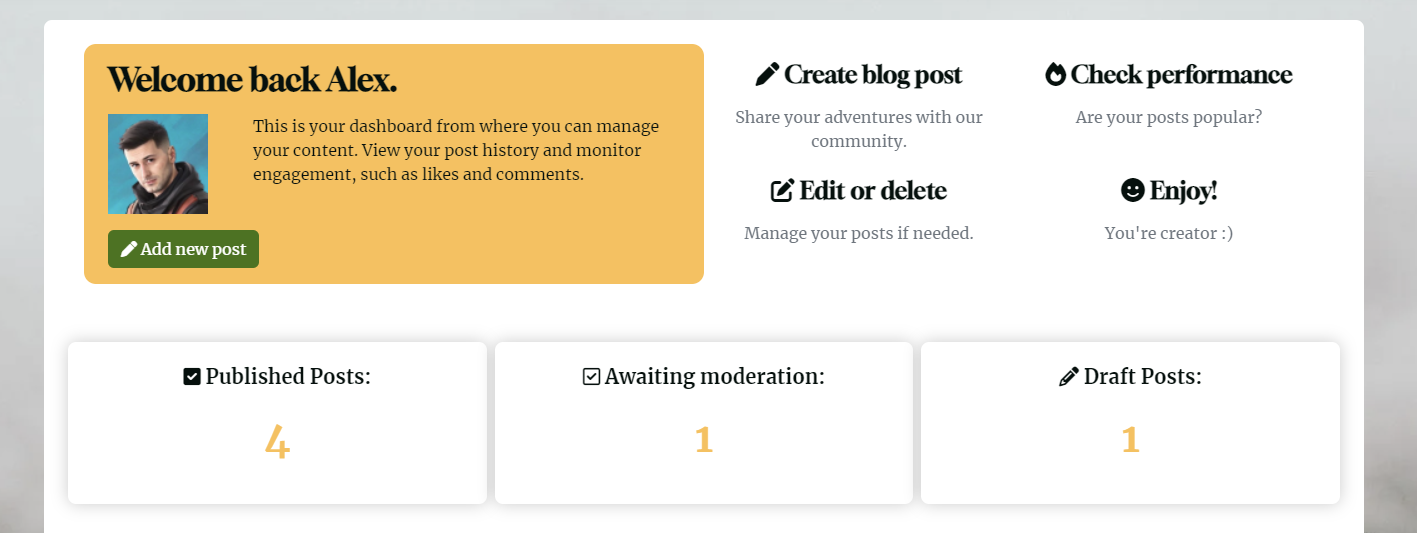 Welcome back Alex.
This is your dashboard from where you can manage
your content. View your post history and monitor
engagement, such as likes and comments.
Add new post
Create blog post
Share your adventures with our
community.
Check performance
Are your posts popular?
Edit or delete
Manage your posts if needed.
Enjoy!
You're creator :)
Published Posts:
4
Awaiting moderation:
1
Draft Posts:
1